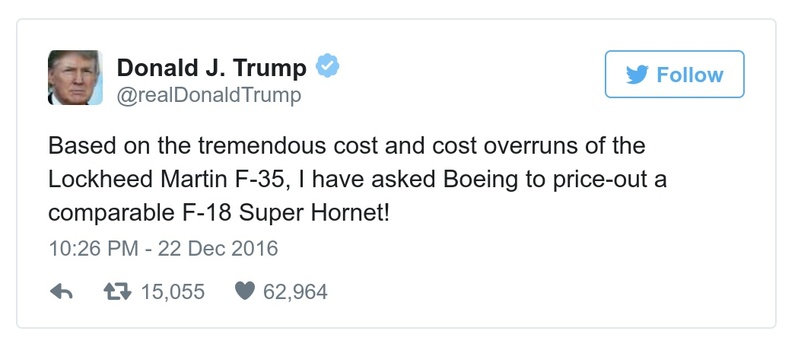 Donald J. Trump
@realDonaldTrump
Follow
Based on the tremendous cost and cost overruns of the
Lockheed Martin F-35, I have asked Boeing to price-out a
comparable F-18 Super Hornet!
10:26 PM - 22 Dec 2016
15,055 62,964